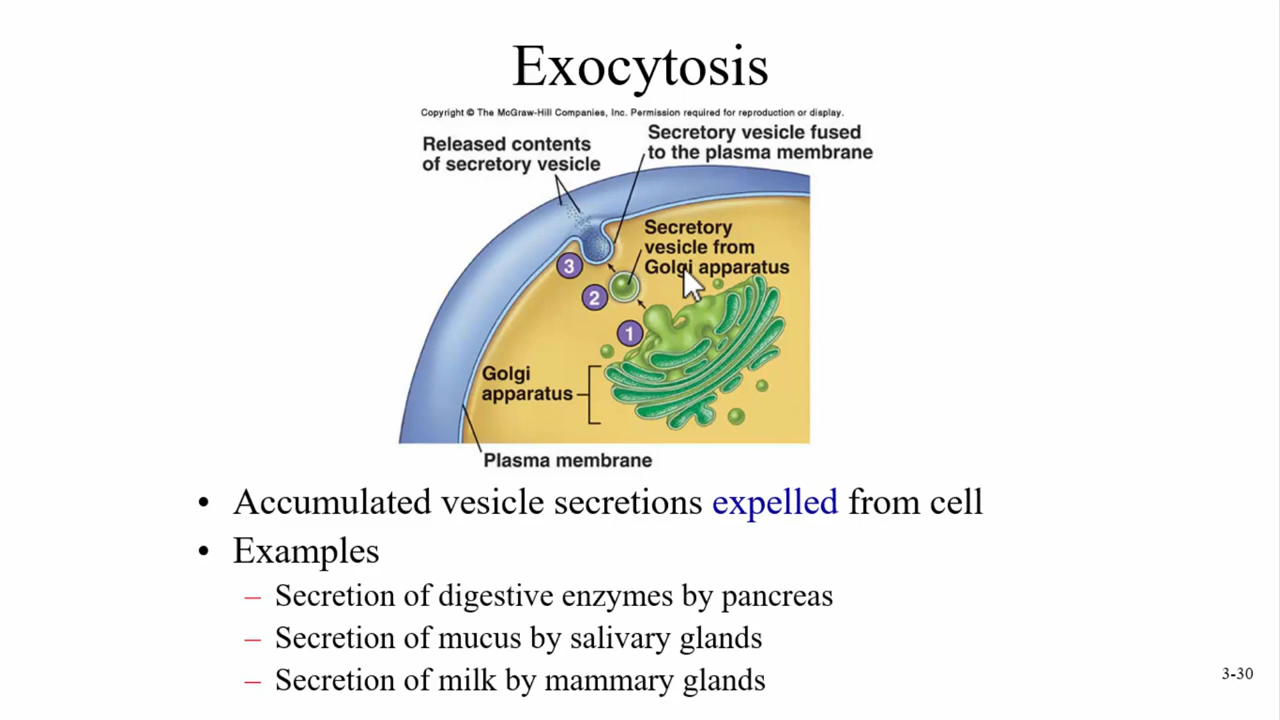 Exocytosis
Copyright © The McGraw-Hill Companies, Inc. Permission required for reproduction or display.
Released contents
of secretory vesicle
Secretory vesicle fused
to the plasma membrane
Secretory
vesicle from
Golgi apparatus
3
2
1
Golgi
apparatus
Plasma membrane
• Accumulated vesicle secretions expelled from cell
• Examples
– Secretion of digestive enzymes by pancreas
– Secretion of mucus by salivary glands
– Secretion of milk by mammary glands
3-30